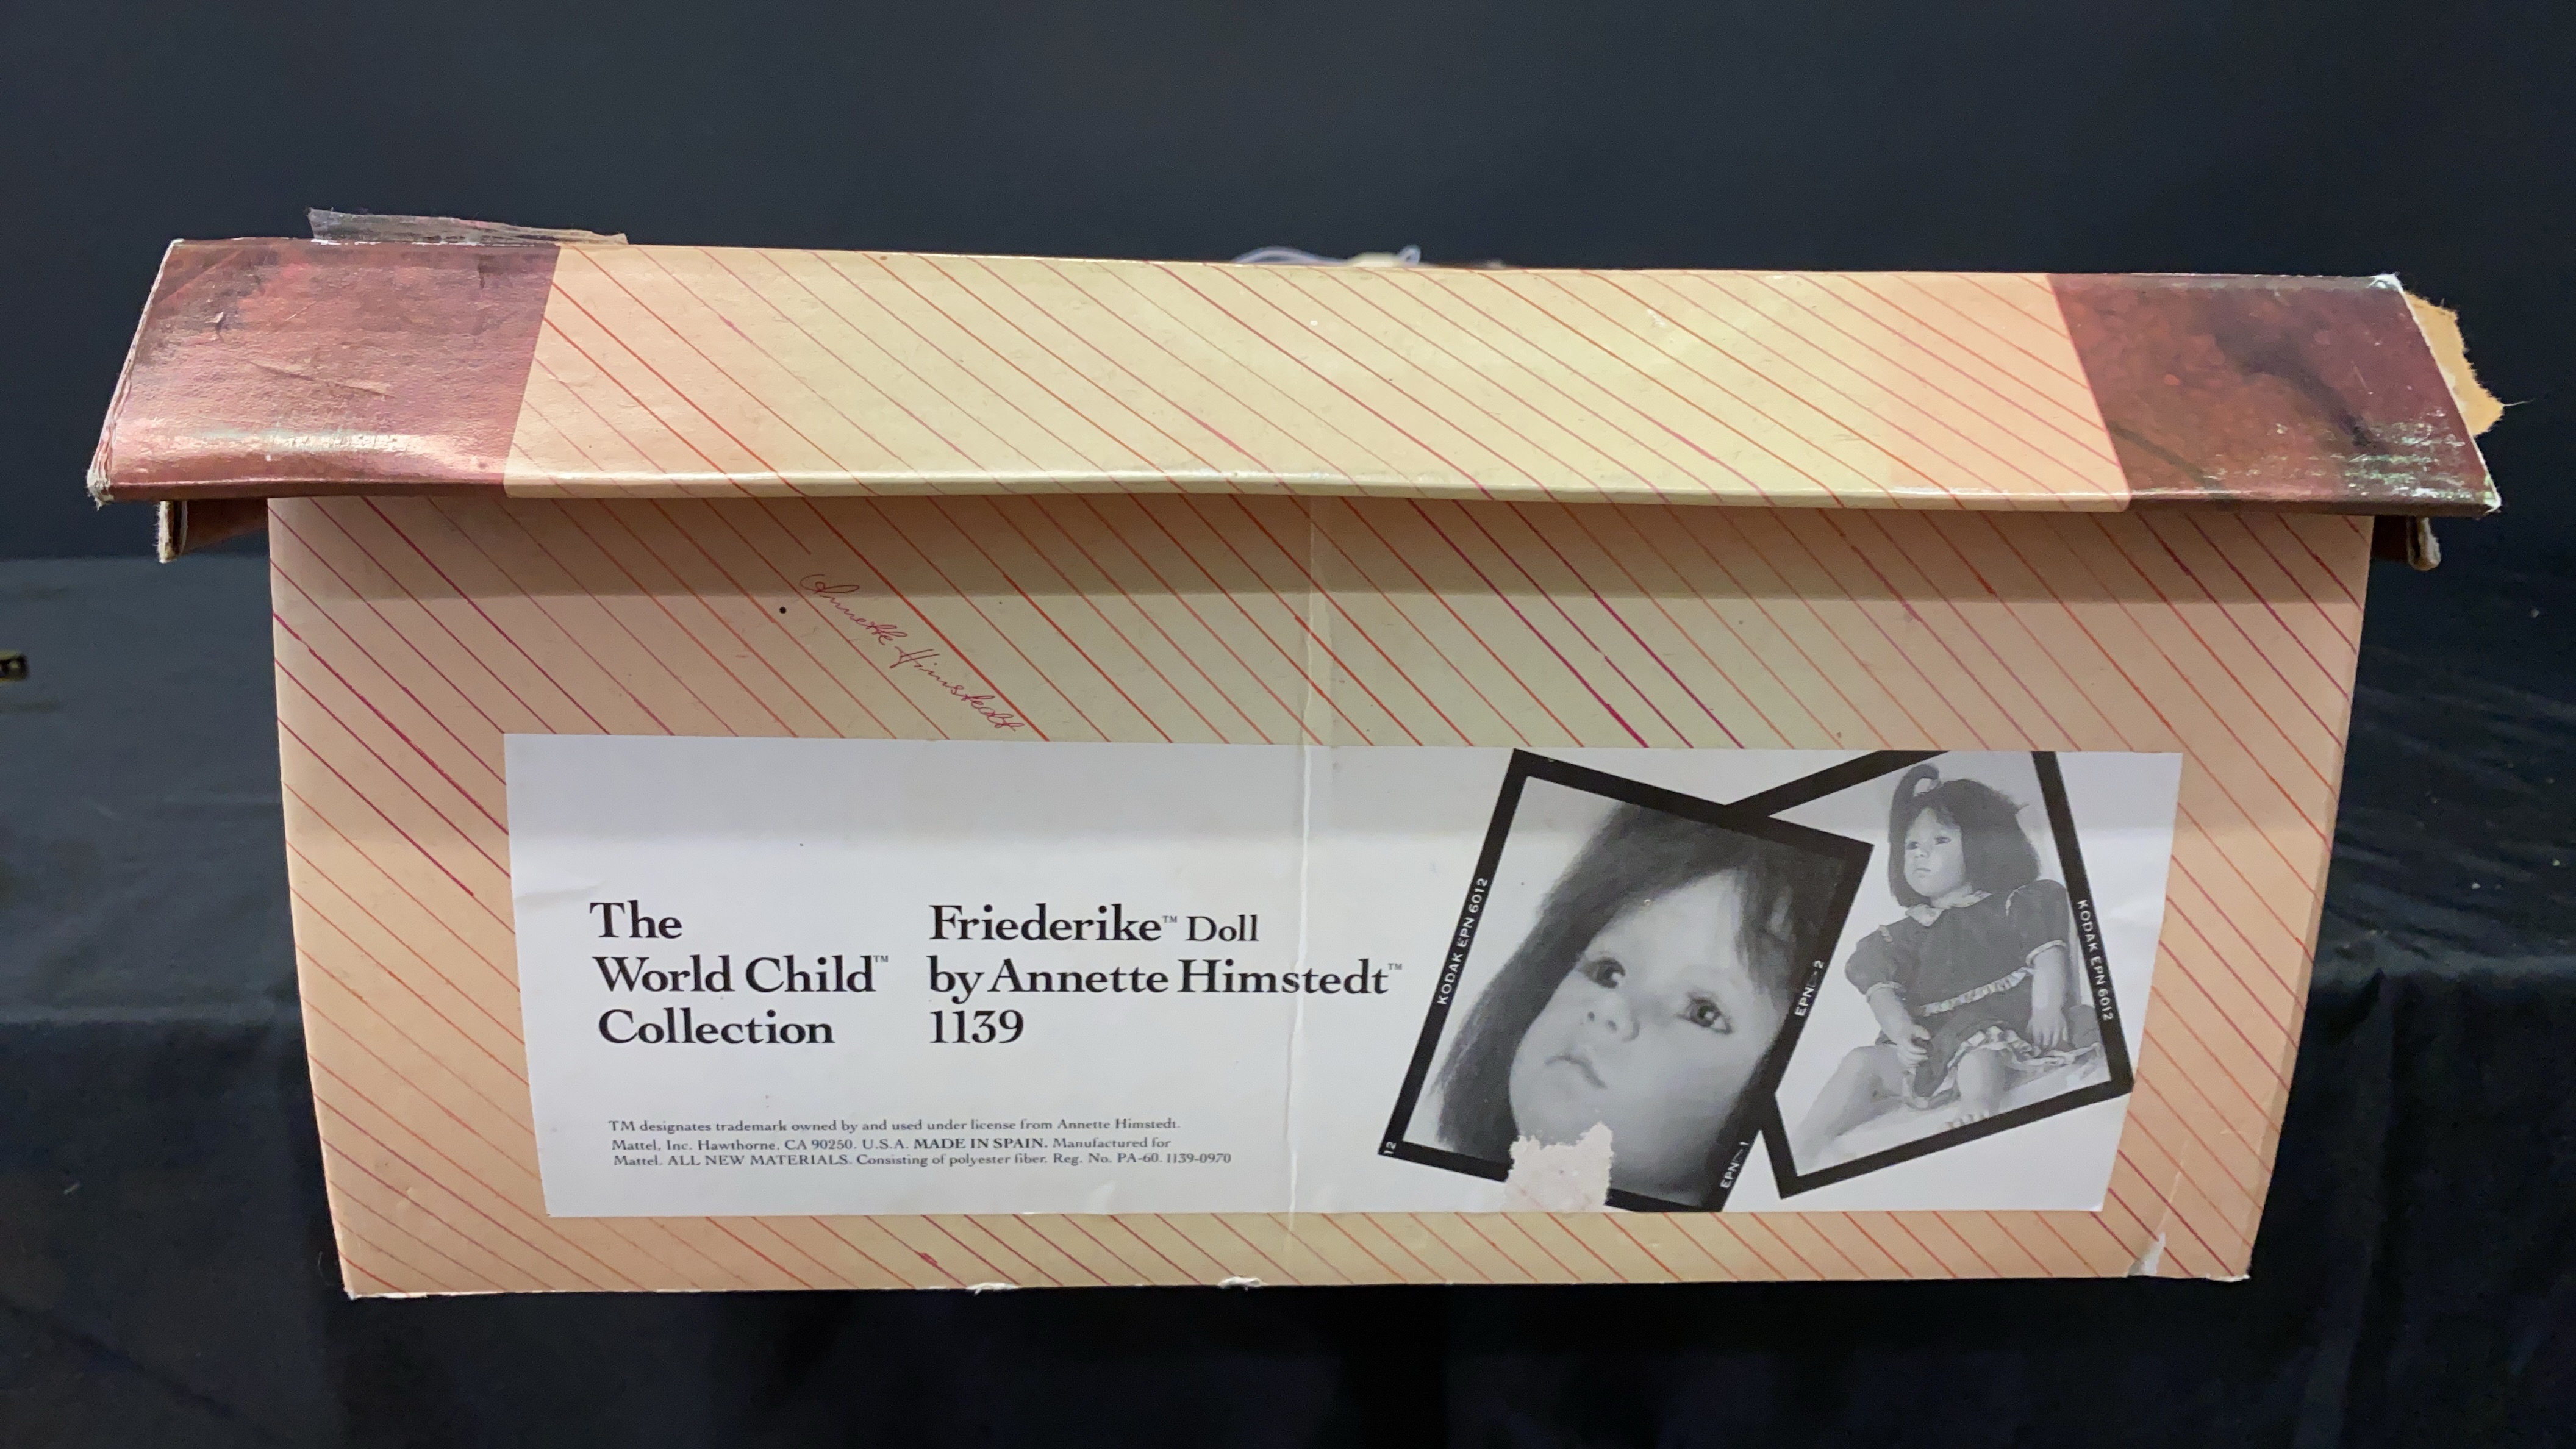 Annette Himstedt
The
World Child™
Collection
Friederike™ Doll
by Annette Himstedt™
1139
TM designates trademark owned by and used under license from Annette Himstedt.
Mattel, Inc. Hawthorne, CA 90250. U.S.A. MADE IN SPAIN. Manufactured for
Mattel. ALL NEW MATERIALS. Consisting of polyester fiber. Reg. No. PA-60. 1139-0970
KODAK EPN 6012
12
EPN 2
EPN 1
KODAK EPN 6012